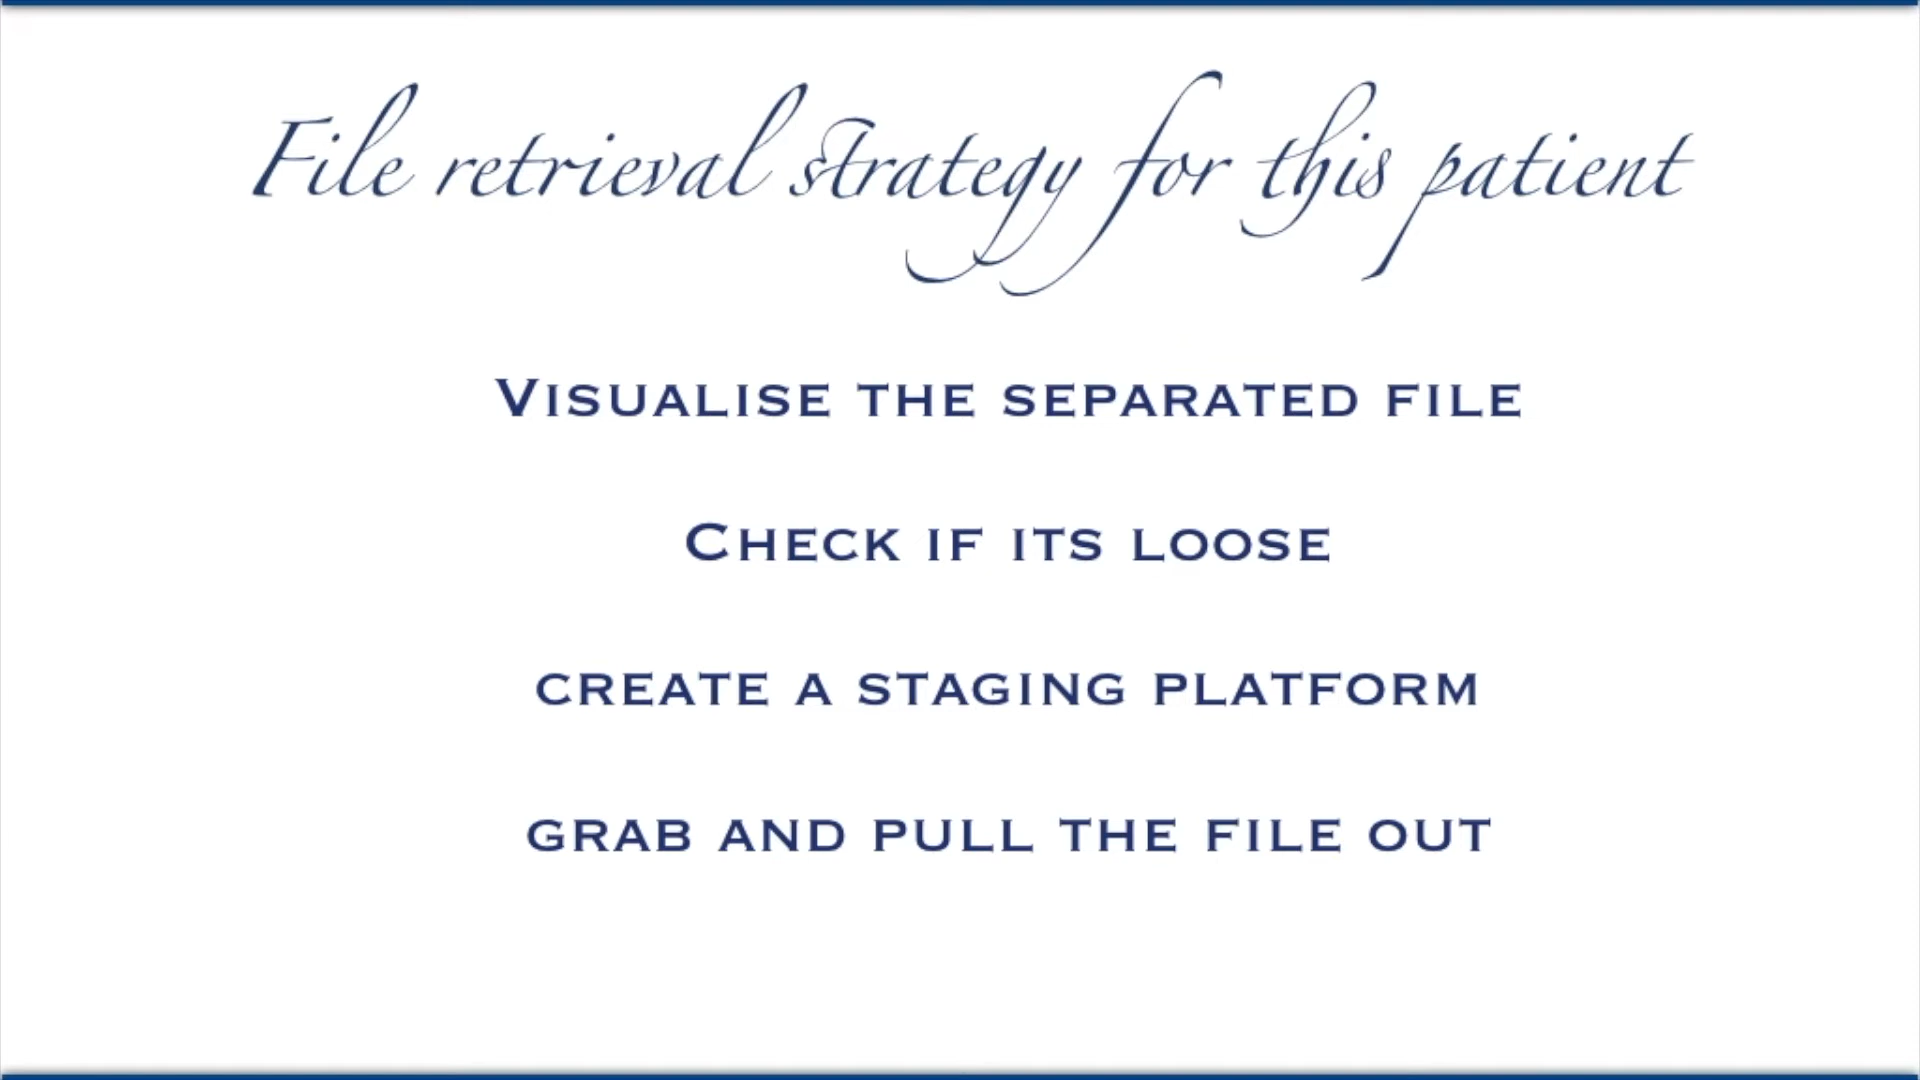 File retrieval strategy for this patient
VISUALISE THE SEPARATED FILE
CHECK IF ITS LOOSE
CREATE A STAGING PLATFORM
GRAB AND PULL THE FILE OUT